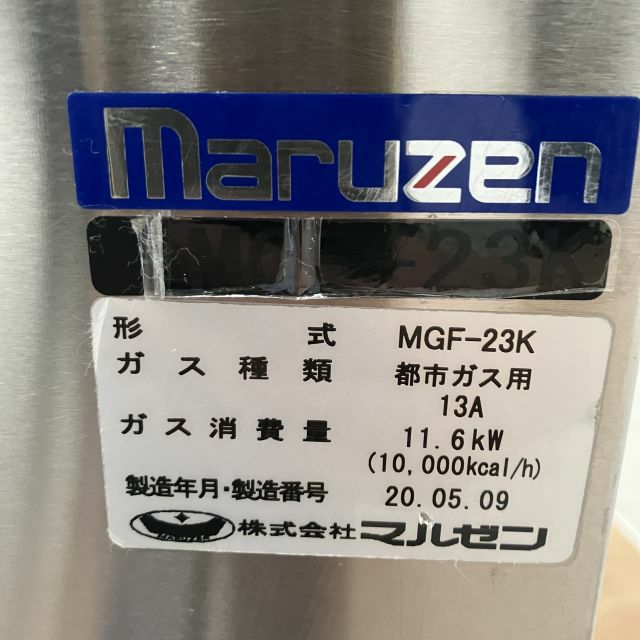 maruzen
MGF-23K
形式 MGF-23K
ガス種類 都市ガス用
13A
ガス消費量 11.6kW
(10,000kcal/h)
製造年月・製造番号 20.05.09
MARUZEN 株式会社マルゼン